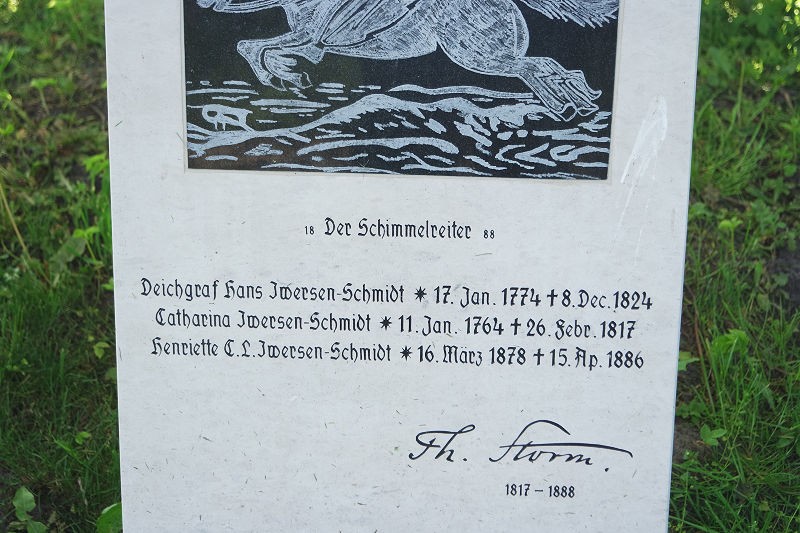 18 Der Schimmelreiter 88
Deichgraf Hans Iwersen-Schmidt ✷ 17. Jan. 1774 † 8. Dec. 1824
Catharina Iwersen-Schmidt ✷ 11. Jan. 1764 † 26. Febr. 1817
Henriette C. L. Iwersen-Schmidt ✷ 16. März 1878 † 15. Ap. 1886
Th. Storm.
1817 – 1888